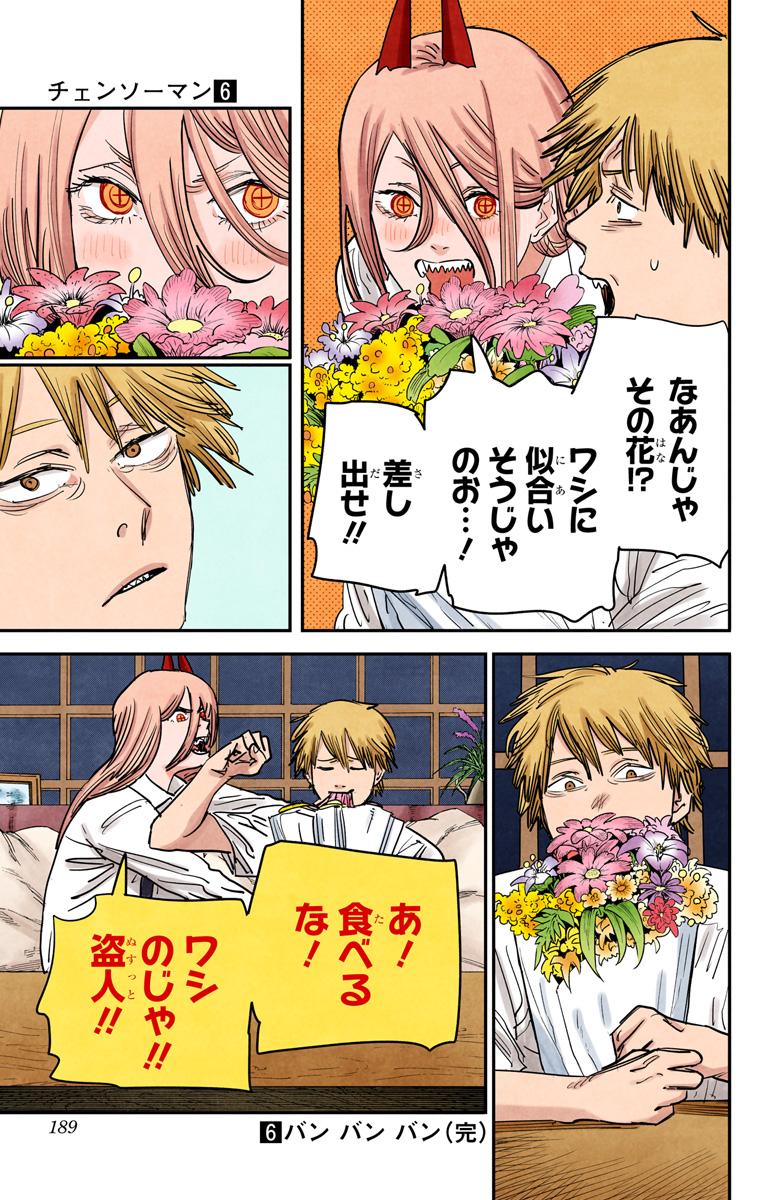 チェンソーマン6
なあんじゃ
その花!?
ワシに
似合い
そうじゃ
のお…!
差し
出せ!!
あ!
食べる
な!
ワシ
のじゃ!!
盗人!!
189
6バン バン バン(完)